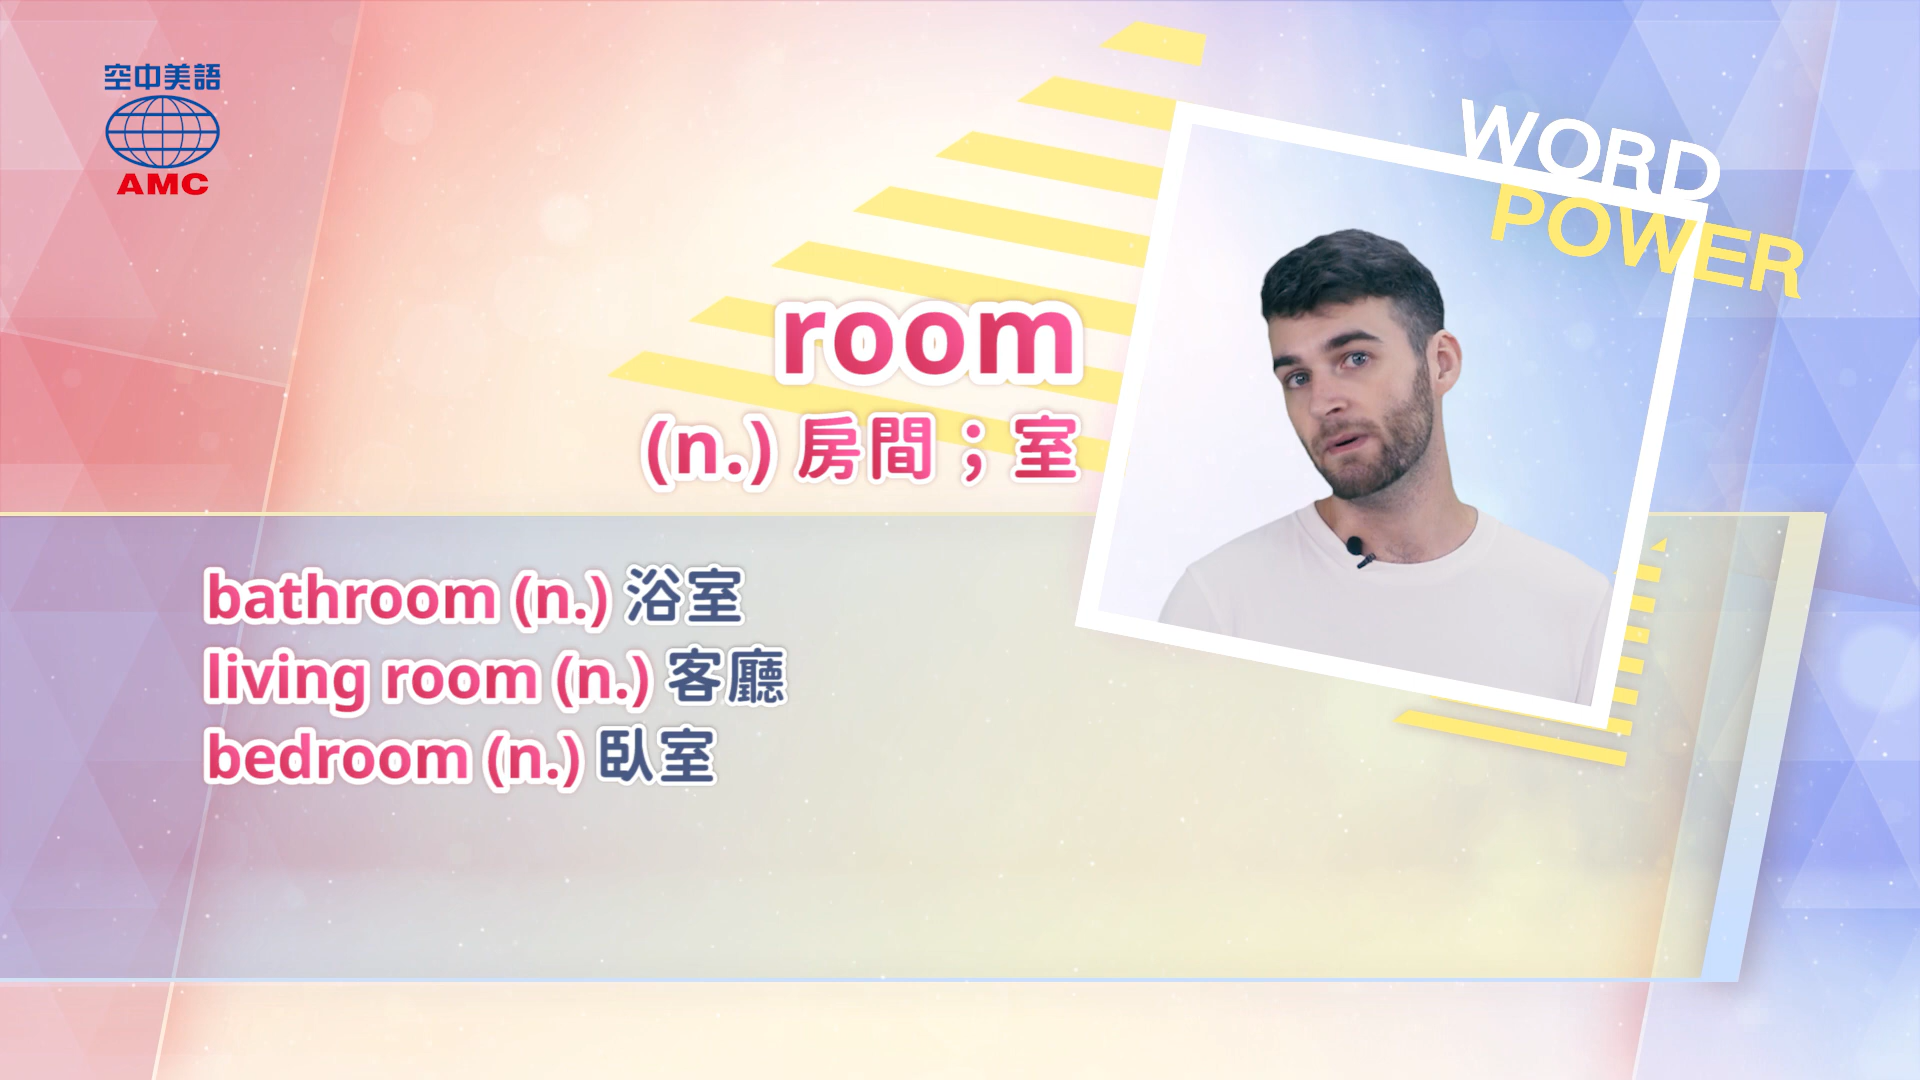 空中美語
AMC
WORD
POWER
room
(n.) 房間；室
bathroom (n.) 浴室
living room (n.) 客廳
bedroom (n.) 臥室